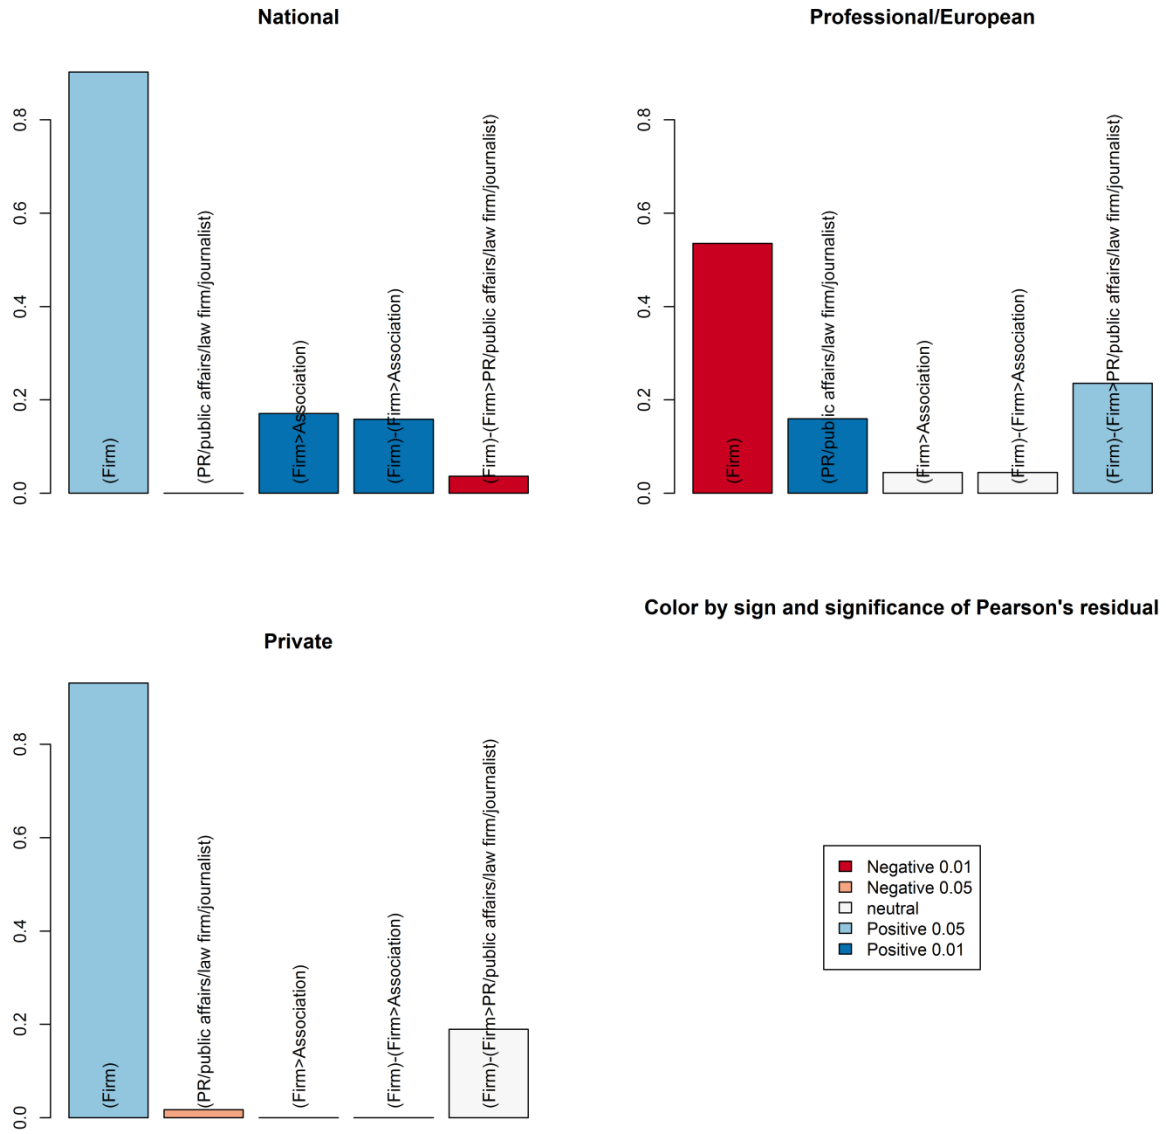 National
0.0
0.2
0.4
0.6
0.8
(Firm)
(PR/public affairs/law firm/journalist)
(Firm>Association)
(Firm)-(Firm>Association)
(Firm)-(Firm>PR/public affairs/law firm/journalist)
Professional/European
0.0
0.2
0.4
0.6
0.8
(Firm)
(PR/public affairs/law firm/journalist)
(Firm>Association)
(Firm)-(Firm>Association)
(Firm)-(Firm>PR/public affairs/law firm/journalist)
Private
0.0
0.2
0.4
0.6
0.8
(Firm)
(PR/public affairs/law firm/journalist)
(Firm>Association)
(Firm)-(Firm>Association)
(Firm)-(Firm>PR/public affairs/law firm/journalist)
Color by sign and significance of Pearson's residual
Negative 0.01
Negative 0.05
neutral
Positive 0.05
Positive 0.01